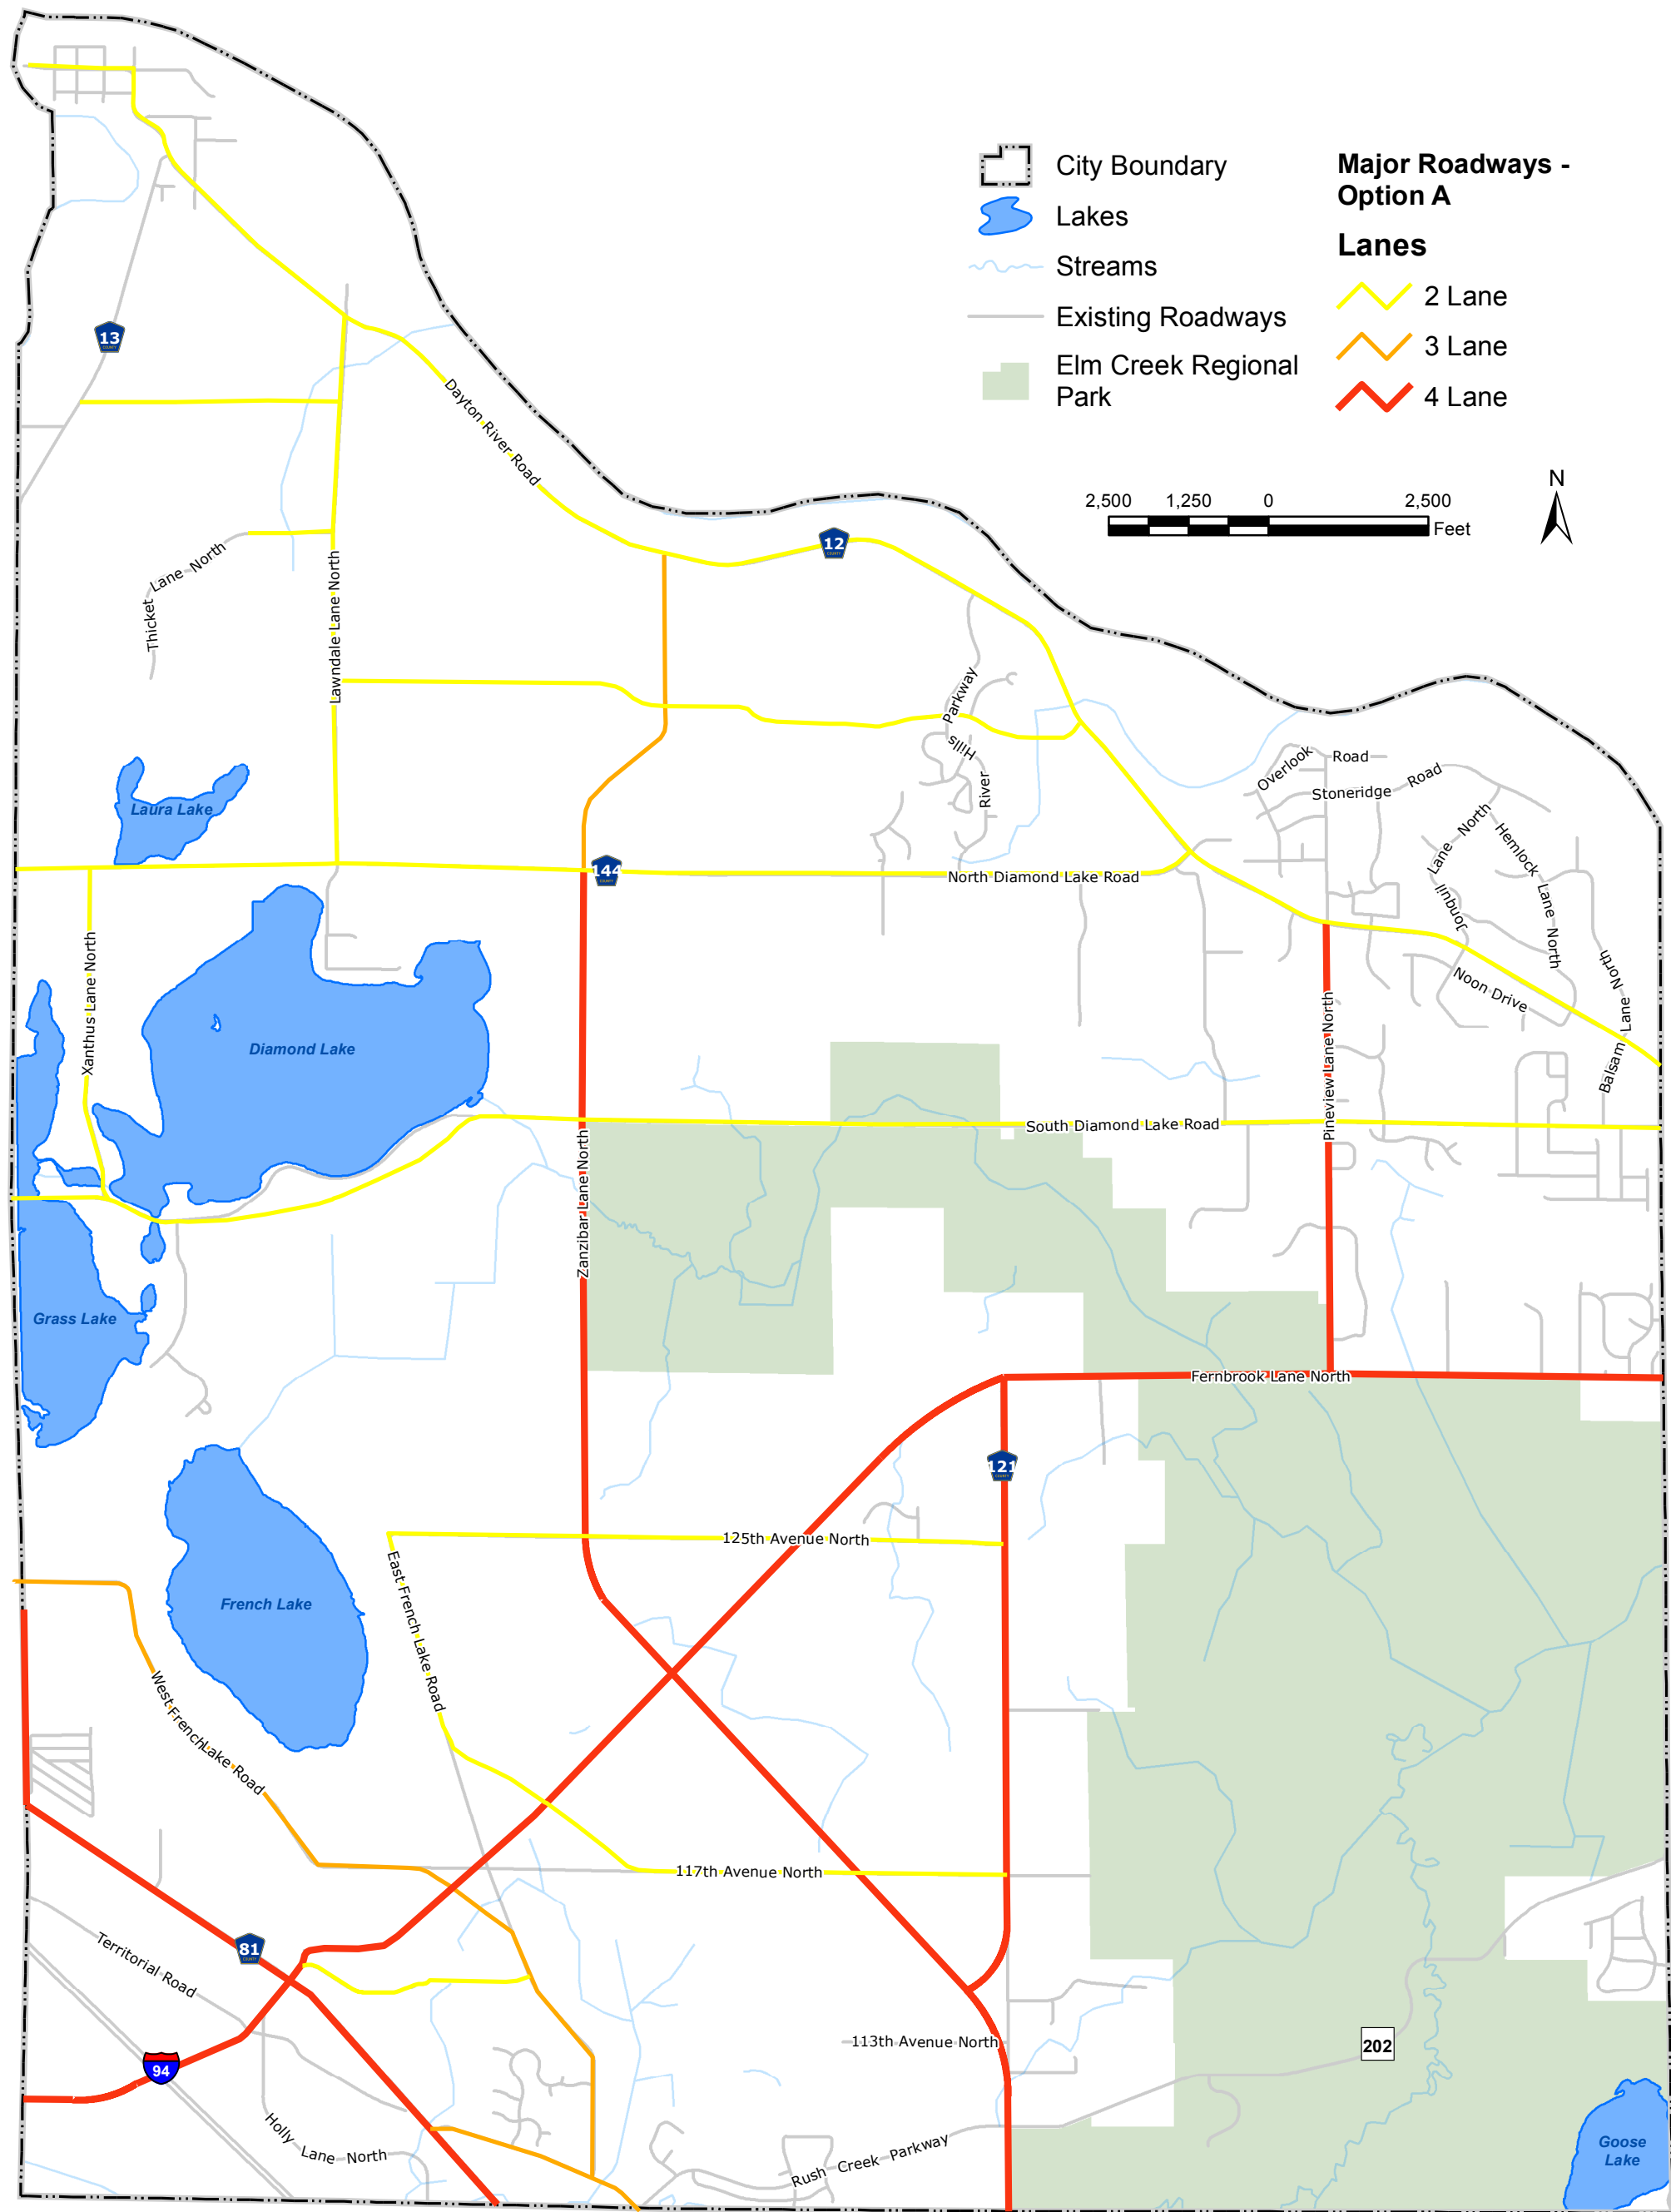 City Boundary
Lakes
Streams
Existing Roadways
Elm Creek Regional
Park
Major Roadways -
Option A
Lanes
2 Lane
3 Lane
4 Lane
2,500 1,250 0 2,500
Feet
N
13
COUNTY
Dayton River Road
12
COUNTY
Thicket Lane North
Lawndale Lane North
Parkway
Hills
River
Overlook Road
Stoneridge Road
Jonquil Lane North
Hemlock Lane North
Laura Lake
144
COUNTY
North Diamond Lake Road
Xanthus Lane North
Diamond Lake
Noon Drive
Balsam Lane North
Pineview Lane North
South Diamond Lake Road
Zanzibar Lane North
Grass Lake
Fernbrook Lane North
121
COUNTY
125th Avenue North
East French Lake Road
French Lake
West French Lake Road
117th Avenue North
Territorial Road
81
COUNTY
113th Avenue North
202
94
Holly Lane North
Rush Creek Parkway
Goose
Lake